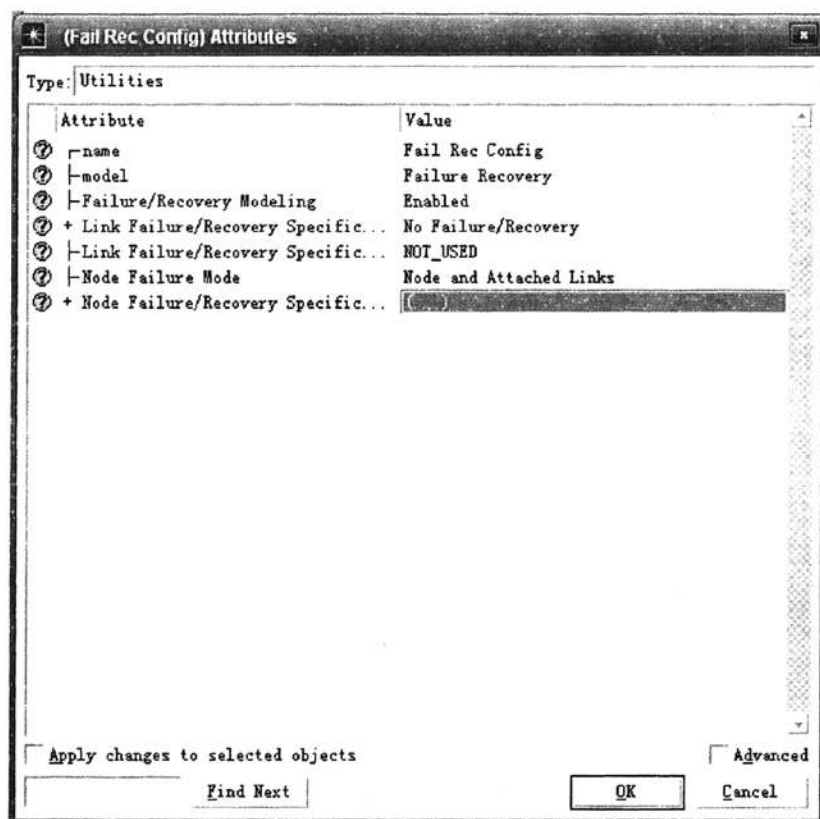 (Fail Rec Config) Attributes
Type: Utilities
Attribute Value
name Fail Rec Config
model Failure Recovery
Failure/Recovery Modeling Enabled
+ Link Failure/Recovery Specific... No Failure/Recovery
Link Failure/Recovery Specific... NOT_USED
Node Failure Mode Node and Attached Links
+ Node Failure/Recovery Specific... (...)
Apply changes to selected objects Advanced
Find Next OK Cancel